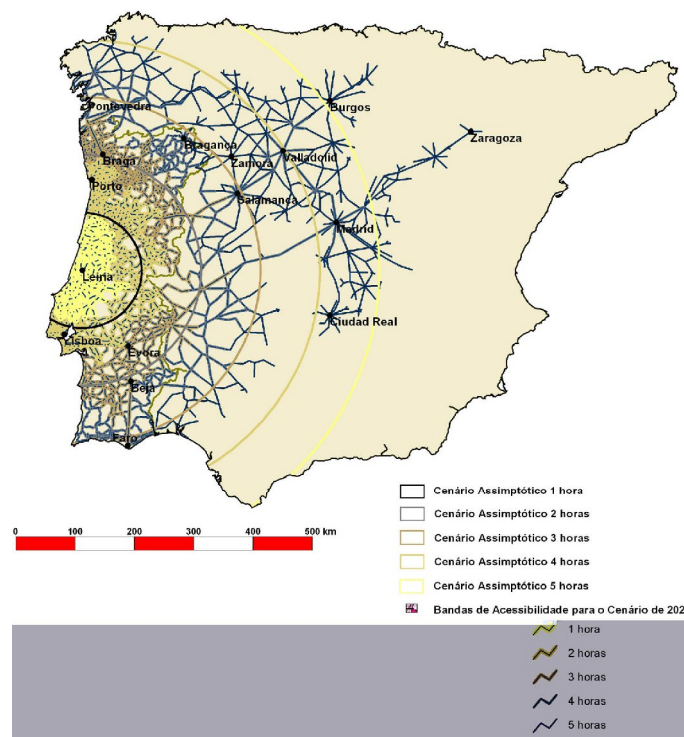 Pontevedra
Burgos
Zaragoza
Bragança
Braga
Zamora
Valladolid
Porto
Salamanca
Madrid
Leiria
Ciudad Real
Lisboa
Evora
Beja
Faro
Cenário Assimptótico 1 hora
0 100 200 300 400 500 km
Cenário Assimptótico 2 horas
Cenário Assimptótico 3 horas
Cenário Assimptótico 4 horas
Cenário Assimptótico 5 horas
Bandas de Acessibilidade para o Cenário de 202
1 hora
2 horas
3 horas
4 horas
5 horas